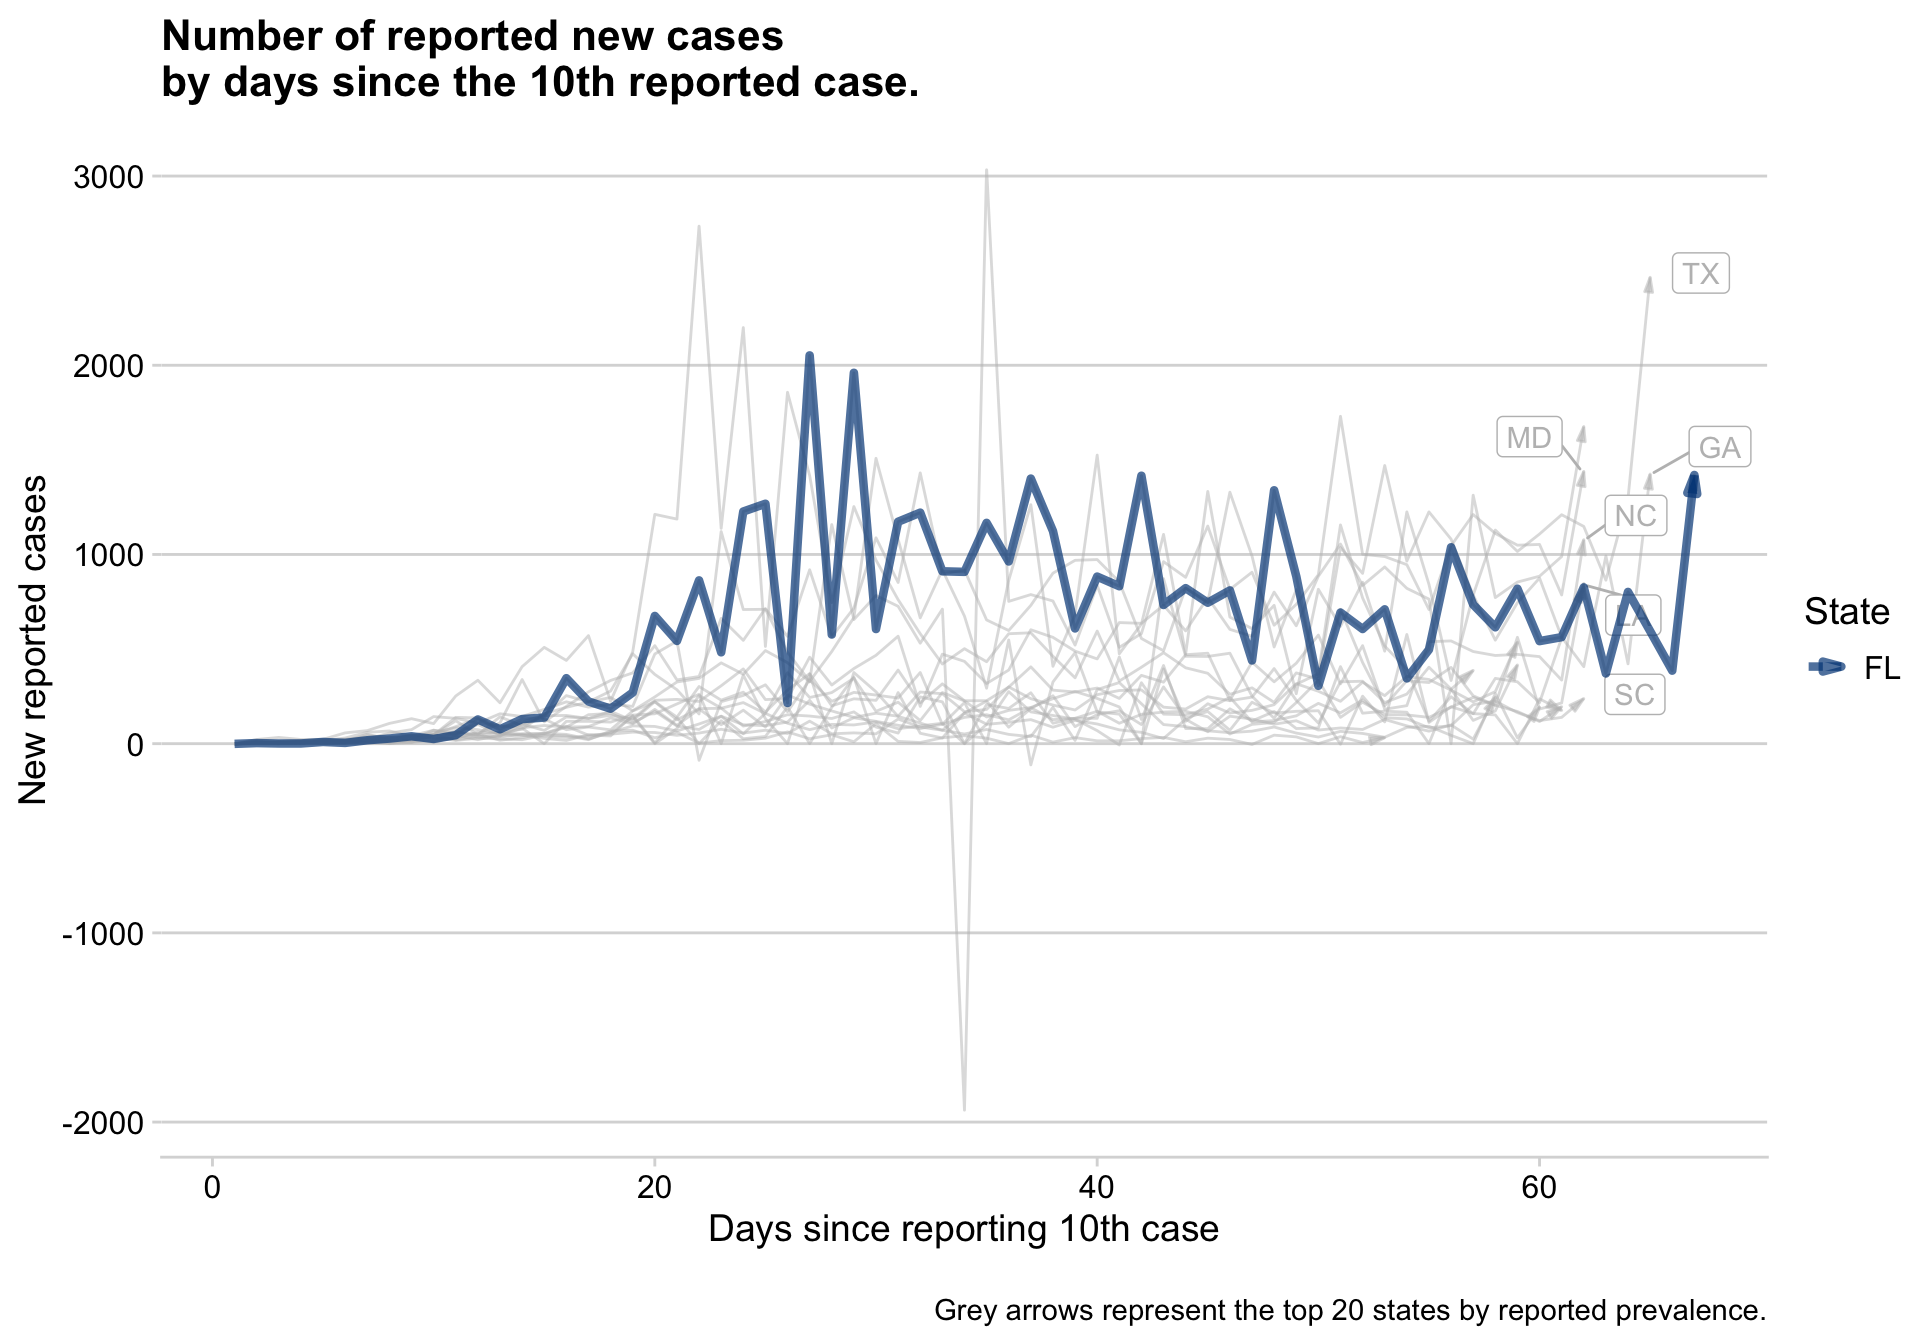 Number of reported new cases
by days since the 10th reported case.
New reported cases
3000
2000
1000
0
-1000
-2000
0
20
40
60
Days since reporting 10th case
TX
MD
GA
NC
LA
SC
State
FL
Grey arrows represent the top 20 states by reported prevalence.